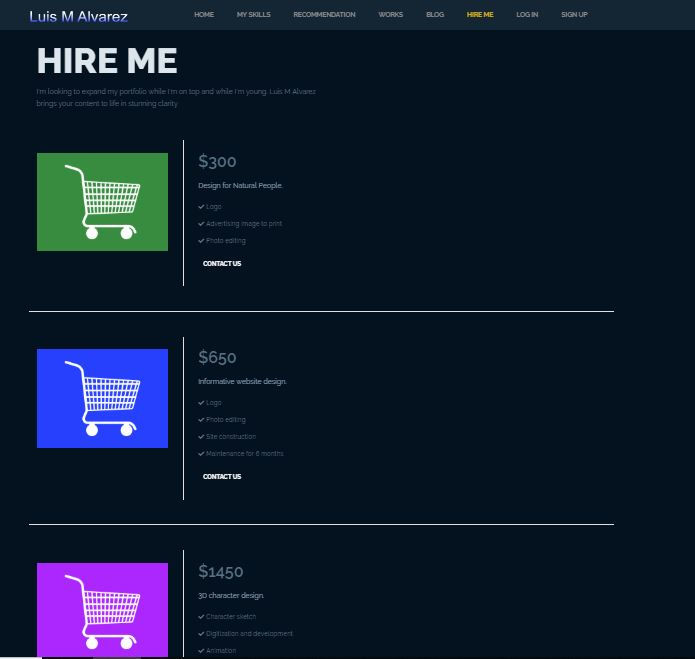 Luis M Alvarez
HOME MY SKILLS RECOMMENDATION WORKS BLOG HIRE ME LOG IN SIGN UP
HIRE ME
I'm looking to expand my portfolio while I'm on top and while I'm young. Luis M Alvarez
brings your content to life in stunning clarity
$300
Design for Natural People.
Logo
Advertising image to print
Photo editing
CONTACT US
$650
Informative website design.
Logo
Photo editing
Site construction
Maintenance for 6 months
CONTACT US
$1450
3D character design.
Character sketch
Digitization and development
Animation